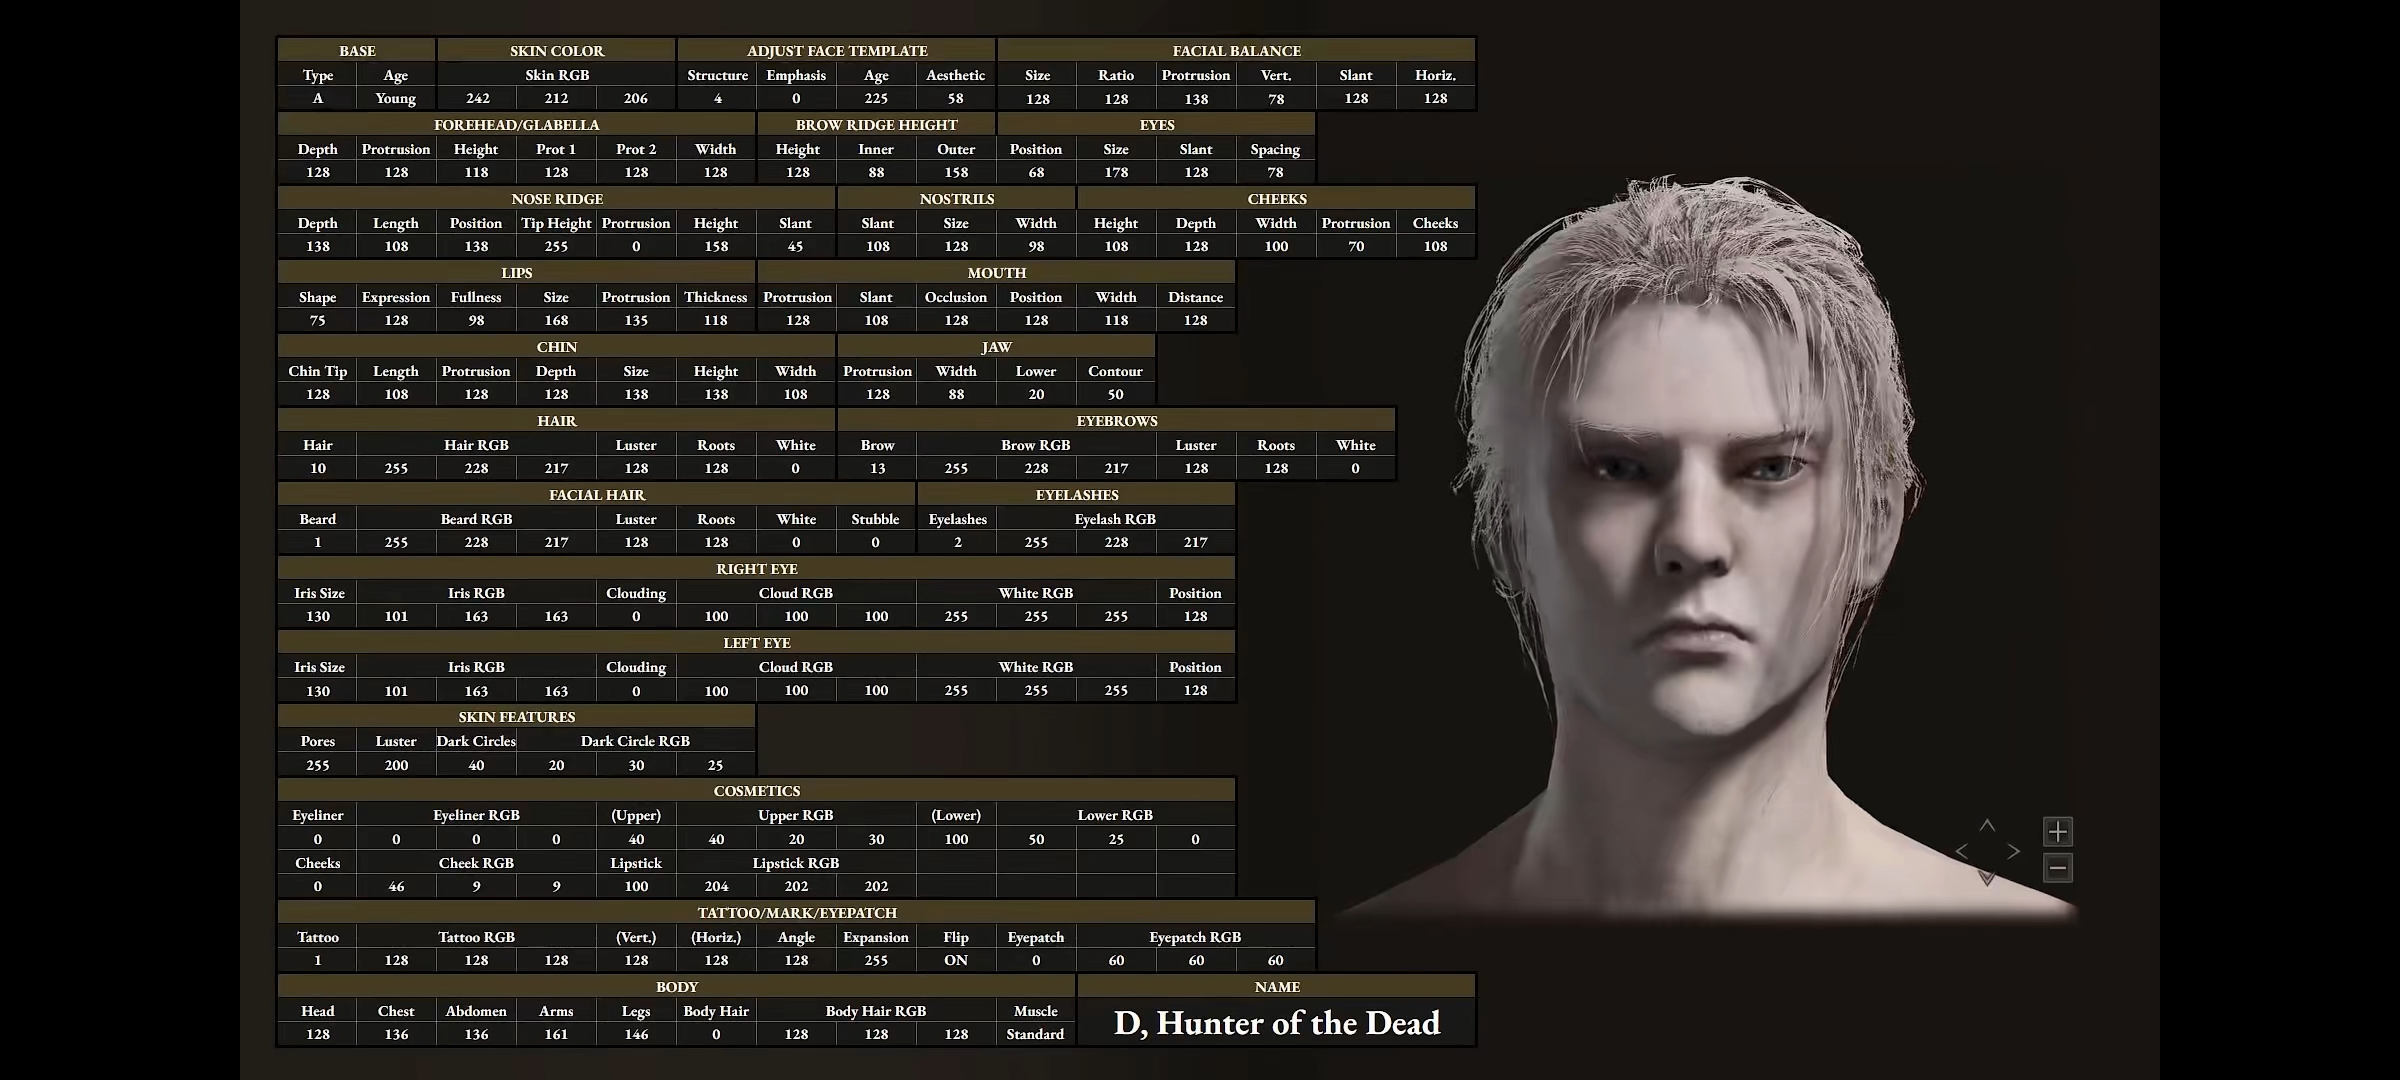 BASE SKIN COLOR ADJUST FACE TEMPLATE FACIAL BALANCE
Type Age Skin RGB Structure Emphasis Age Aesthetic Size Ratio Protrusion Vert. Slant Horiz.
A Young 242 212 206 4 0 225 58 128 128 138 78 128 128
FOREHEAD/GLABELLA BROW RIDGE HEIGHT EYES
Depth Protrusion Height Prot 1 Prot 2 Width Height Inner Outer Position Size Slant Spacing
128 128 118 128 128 128 128 88 158 68 178 128 78
NOSE RIDGE NOSTRILS CHEEKS
Depth Length Position Tip Height Protrusion Height Slant Slant Size Width Height Depth Width Protrusion Cheeks
138 108 138 255 0 158 45 108 128 98 108 128 100 70 108
LIPS MOUTH
Shape Expression Fullness Size Protrusion Thickness Protrusion Slant Occlusion Position Width Distance
75 128 98 168 135 118 128 108 128 128 118 128
CHIN JAW
Chin Tip Length Protrusion Depth Size Height Width Protrusion Width Lower Contour
128 108 128 128 138 138 108 128 88 20 50
HAIR EYEBROWS
Hair Hair RGB Luster Roots White Brow Brow RGB Luster Roots White
10 255 228 217 128 128 0 13 255 228 217 128 128 0
FACIAL HAIR EYELASHES
Beard Beard RGB Luster Roots White Stubble Eyelashes Eyelash RGB
1 255 228 217 128 128 0 0 2 255 228 217
RIGHT EYE
Iris Size Iris RGB Clouding Cloud RGB White RGB Position
130 101 163 163 0 100 100 100 255 255 255 128
LEFT EYE
Iris Size Iris RGB Clouding Cloud RGB White RGB Position
130 101 163 163 0 100 100 100 255 255 255 128
SKIN FEATURES
Pores Luster Dark Circles Dark Circle RGB
255 200 40 20 30 25
COSMETICS
Eyeliner Eyeliner RGB (Upper) Upper RGB (Lower) Lower RGB
0 0 0 0 40 40 20 30 100 50 25 0
Cheeks Cheek RGB Lipstick Lipstick RGB
0 46 9 9 100 204 202 202
TATTOO/MARK/EYEPATCH
Tattoo Tattoo RGB (Vert.) (Horiz.) Angle Expansion Flip Eyepatch Eyepatch RGB
1 128 128 128 128 128 128 255 ON 0 60 60 60
BODY NAME
Head Chest Abdomen Arms Legs Body Hair Body Hair RGB Muscle
128 136 136 161 146 0 128 128 128 Standard
D, Hunter of the Dead